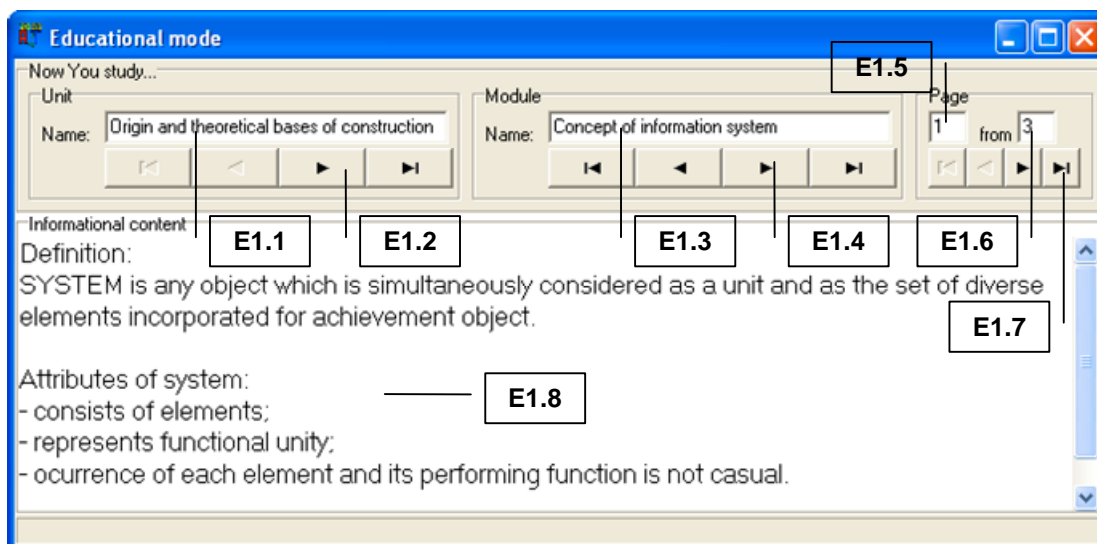 Educational mode
Now You study...
E1.5
Unit
Module
Page
Name: Origin and theoretical bases of construction
Name: Concept of information system
1 from 3
Informational content
E1.1
E1.2
E1.3
E1.4
E1.6
Definition:
SYSTEM is any object which is simultaneously considered as a unit and as the set of diverse
elements incorporated for achievement object.
E1.7
Attributes of system:
E1.8
- consists of elements;
- represents functional unity;
- ocurrence of each element and its performing function is not casual.